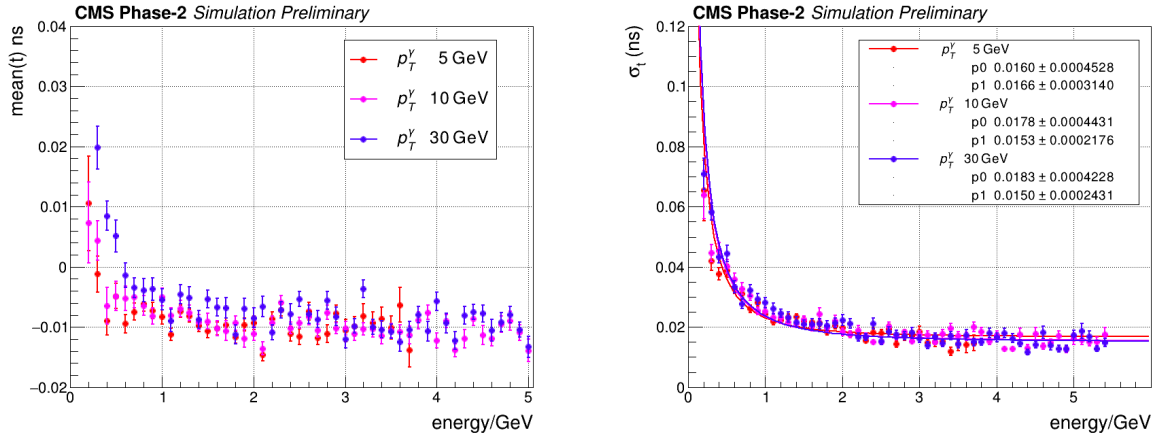 CMS Phase-2 Simulation Preliminary
mean(t) ns
0.04
0.03
0.02
0.01
0
−0.01
−0.02
0 1 2 3 4 5
energy/GeV
p_T^γ 5 GeV
p_T^γ 10 GeV
p_T^γ 30 GeV
CMS Phase-2 Simulation Preliminary
σ_t (ns)
0.12
0.1
0.08
0.06
0.04
0.02
0
0 1 2 3 4 5
energy/GeV
p_T^γ 5 GeV
p0 0.0160 ± 0.0004528
p1 0.0166 ± 0.0003140
p_T^γ 10 GeV
p0 0.0178 ± 0.0004431
p1 0.0153 ± 0.0002176
p_T^γ 30 GeV
p0 0.0183 ± 0.0004228
p1 0.0150 ± 0.0002431